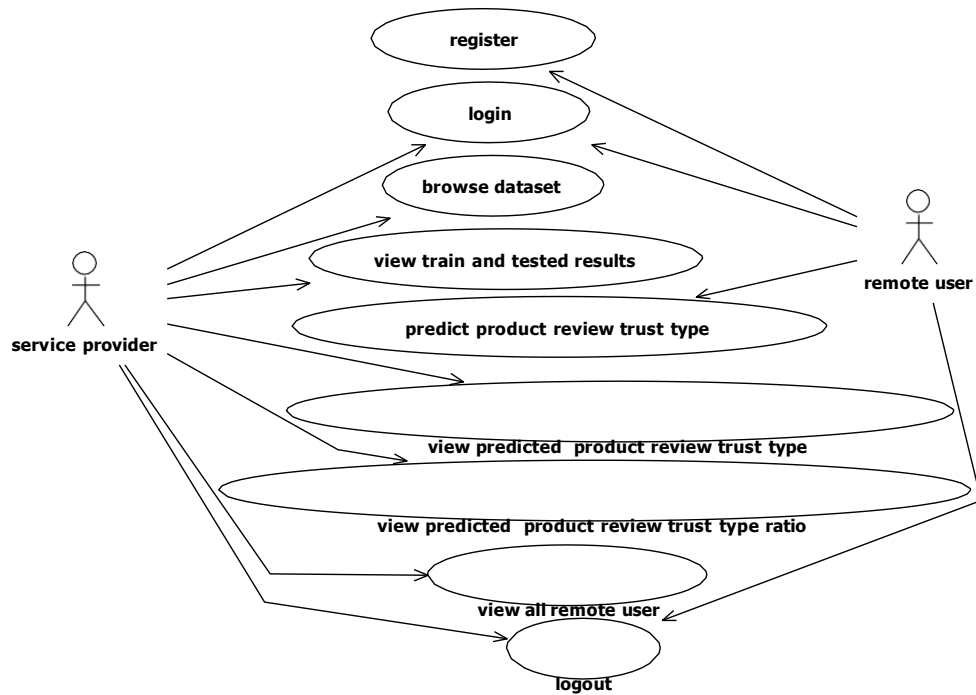 register
login
browse dataset
view train and tested results
remote user
predict product review trust type
service provider
view predicted product review trust type
view predicted product review trust type ratio
view all remote user
logout